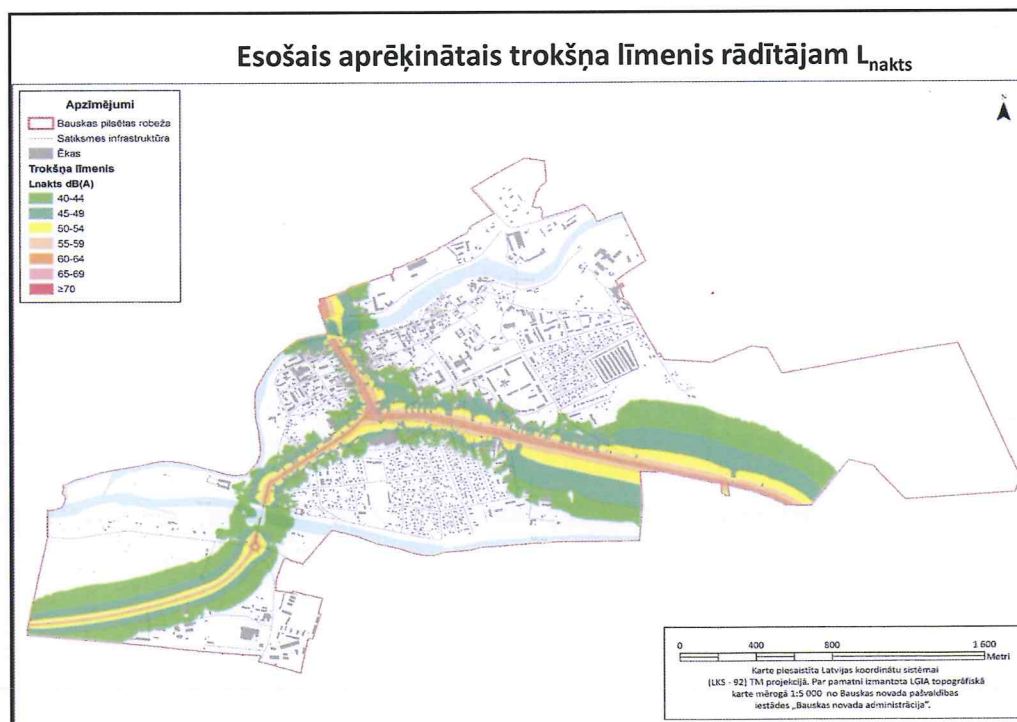 Esošais aprēķinātais trokšņa līmenis rādītājam Lnakts
Apzīmējumi
Bauskas pilsētas robeža
Satiksmes infrastruktūra
Ēkas
Trokšņa līmenis
Lnakts dB(A)
40-44
45-49
50-54
55-59
60-64
65-69
≥70
N
0 400 800 1 600
Metri
Karte piesaistīta Latvijas koordinātu sistēmai
(LKS - 92) TM projekcijā. Par pamatni izmantota LGIA topogrāfiskā
karte mērogā 1:5 000 no Bauskas novada pašvaldības
iestādes „Bauskas novada administrācija".